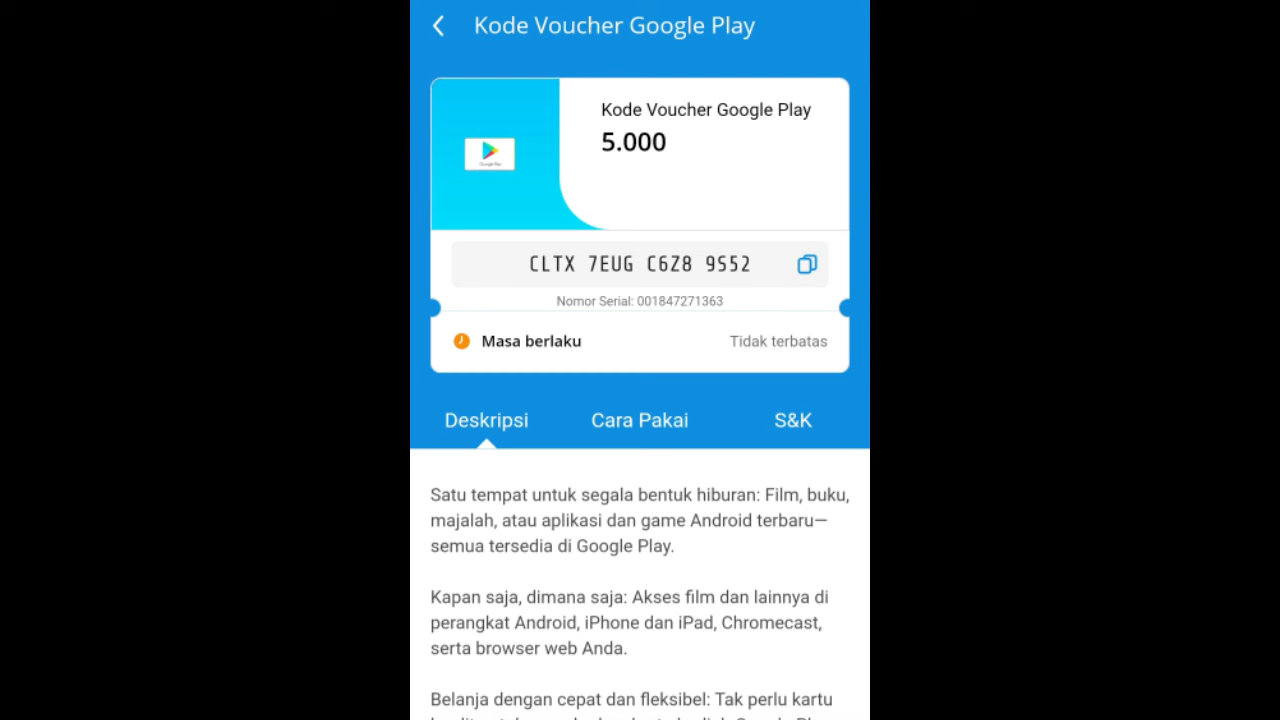 Kode Voucher Google Play
Kode Voucher Google Play
5.000
Google Play
CLTX 7EUG C6Z8 9S52
Nomor Serial: 001847271363
Masa berlaku
Tidak terbatas
Deskripsi
Cara Pakai
S&K
Satu tempat untuk segala bentuk hiburan: Film, buku,
majalah, atau aplikasi dan game Android terbaru—
semua tersedia di Google Play.
Kapan saja, dimana saja: Akses film dan lainnya di
perangkat Android, iPhone dan iPad, Chromecast,
serta browser web Anda.
Belanja dengan cepat dan fleksibel: Tak perlu kartu